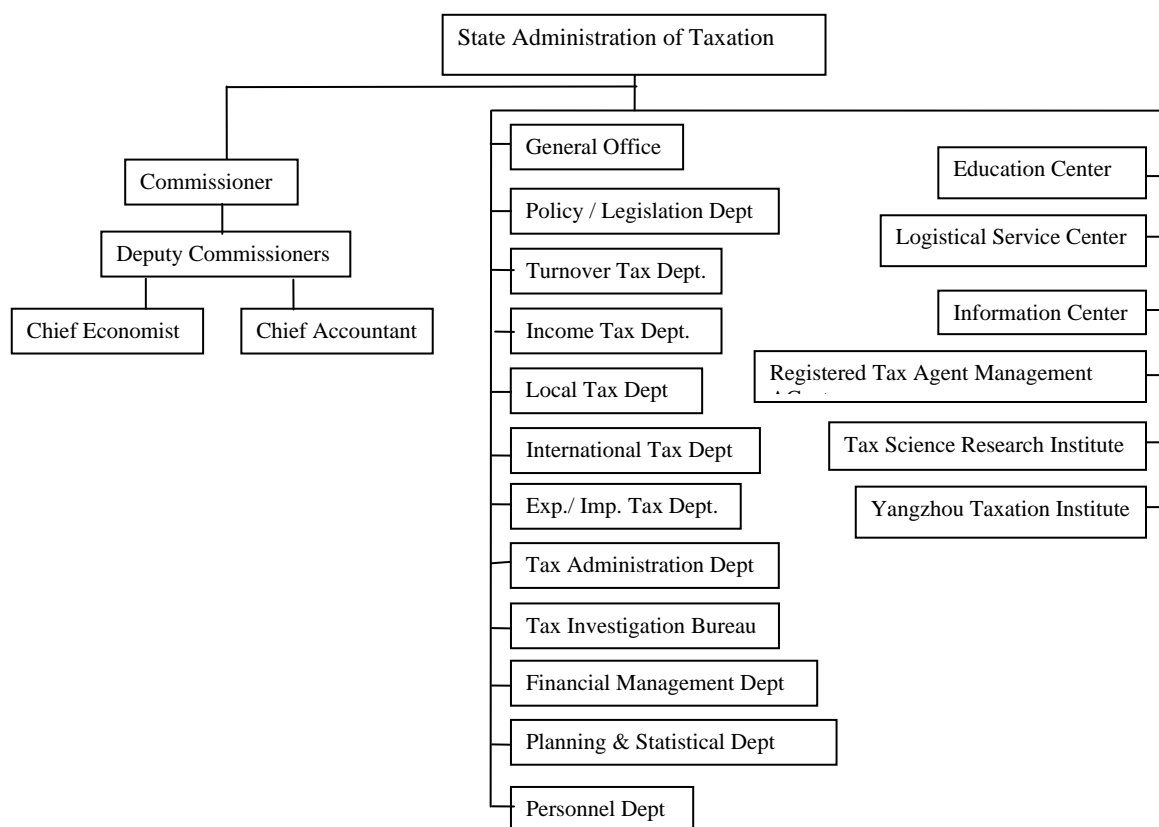 State Administration of Taxation
Commissioner
Deputy Commissioners
Chief Economist
Chief Accountant
General Office
Policy / Legislation Dept
Turnover Tax Dept.
Income Tax Dept.
Local Tax Dept
International Tax Dept
Exp./ Imp. Tax Dept.
Tax Administration Dept
Tax Investigation Bureau
Financial Management Dept
Planning & Statistical Dept
Personnel Dept
Education Center
Logistical Service Center
Information Center
Registered Tax Agent Management
Tax Science Research Institute
Yangzhou Taxation Institute